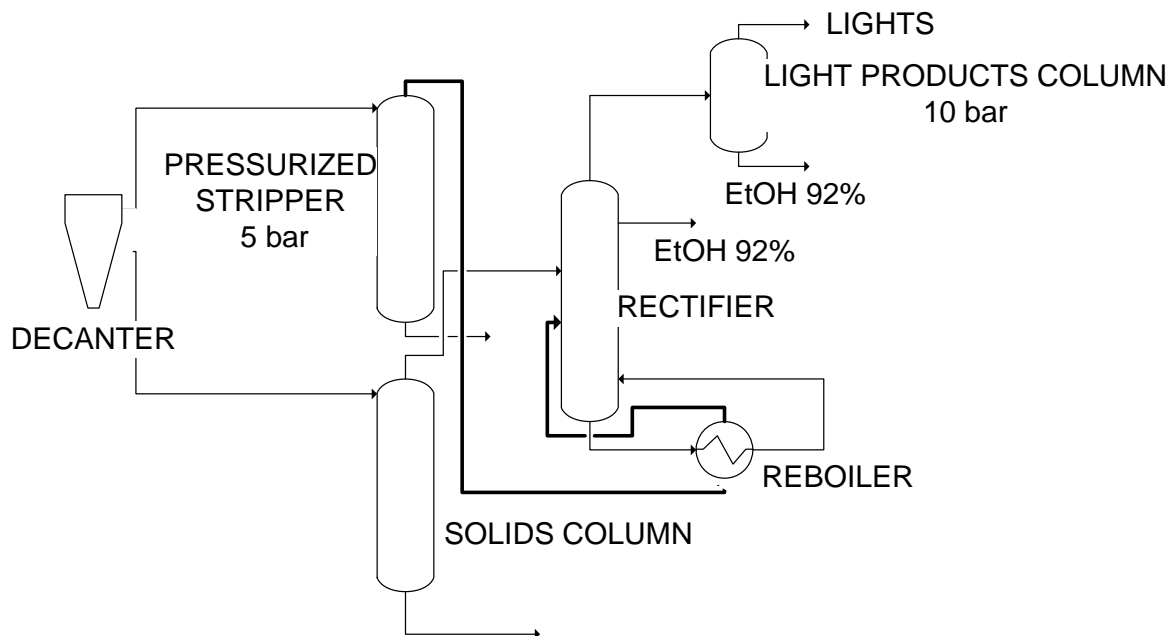 LIGHTS
LIGHT PRODUCTS COLUMN
10 bar
PRESSURIZED
STRIPPER
5 bar
EtOH 92%
EtOH 92%
RECTIFIER
DECANTER
REBOILER
SOLIDS COLUMN